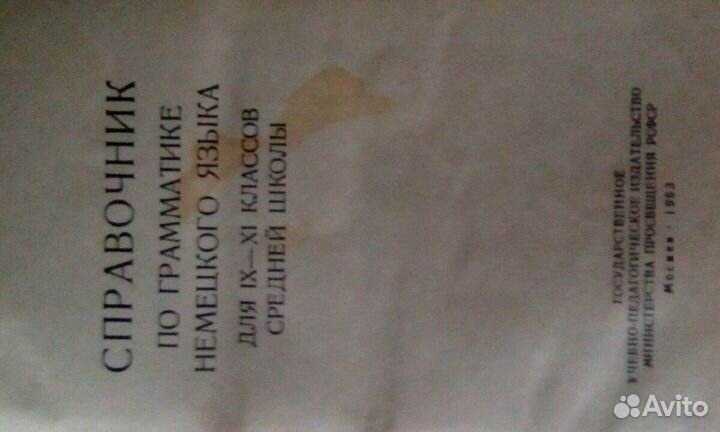 СПРАВОЧНИК
ПО ГРАММАТИКЕ
НЕМЕЦКОГО ЯЗЫКА
ДЛЯ IX—XI КЛАССОВ
СРЕДНЕЙ ШКОЛЫ
ГОСУДАРСТВЕННОЕ
УЧЕБНО-ПЕДАГОГИЧЕСКОЕ ИЗДАТЕЛЬСТВО
МИНИСТЕРСТВА ПРОСВЕЩЕНИЯ РСФСР
Москва · 1963
Avito